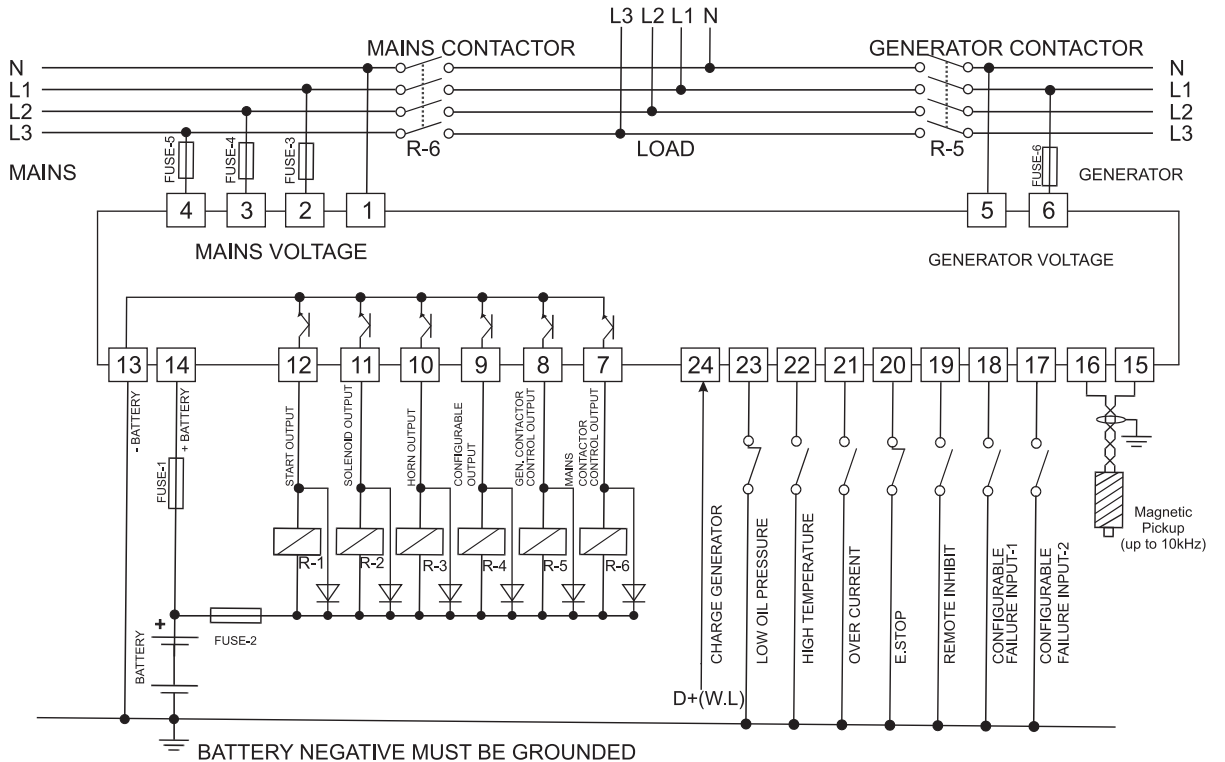 L3 L2 L1 N
MAINS CONTACTOR
GENERATOR CONTACTOR
N
L1
L2
L3
N
L1
L2
L3
R-6
LOAD
R-5
MAINS
GENERATOR
FUSE-5
FUSE-4
FUSE-3
FUSE-6
4
3
2
1
5
6
MAINS VOLTAGE
GENERATOR VOLTAGE
13
14
12
11
10
9
8
7
24
23
22
21
20
19
18
17
16
15
- BATTERY
+ BATTERY
FUSE-1
START OUTPUT
SOLENOID OUTPUT
HORN OUTPUT
CONFIGURABLE
OUTPUT
GEN. CONTACTOR
CONTROL OUTPUT
MAINS
CONTACTOR
CONTROL OUTPUT
R-1
R-2
R-3
R-4
R-5
R-6
+
FUSE-2
BATTERY
CHARGE GENERATOR
D+(W.L)
LOW OIL PRESSURE
HIGH TEMPERATURE
OVER CURRENT
E.STOP
REMOTE INHIBIT
CONFIGURABLE
FAILURE INPUT-1
CONFIGURABLE
FAILURE INPUT-2
Magnetic
Pickup
(up to 10kHz)
BATTERY NEGATIVE MUST BE GROUNDED